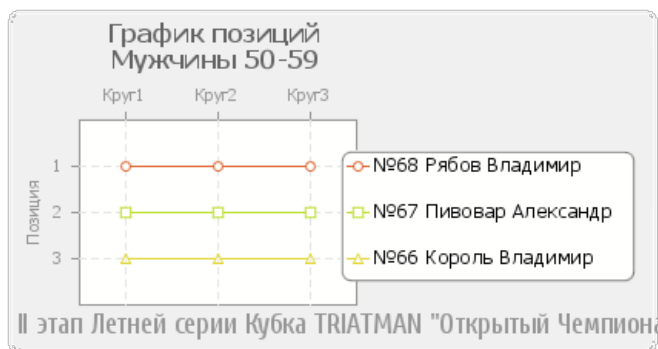 График позиций
Мужчины 50-59
Круг1 Круг2 Круг3
Позиция
1
2
3
№68 Рябов Владимир
№67 Пивовар Александр
№66 Король Владимир
II этап Летней серии Кубка TRIATMAN "Открытый Чемпиона